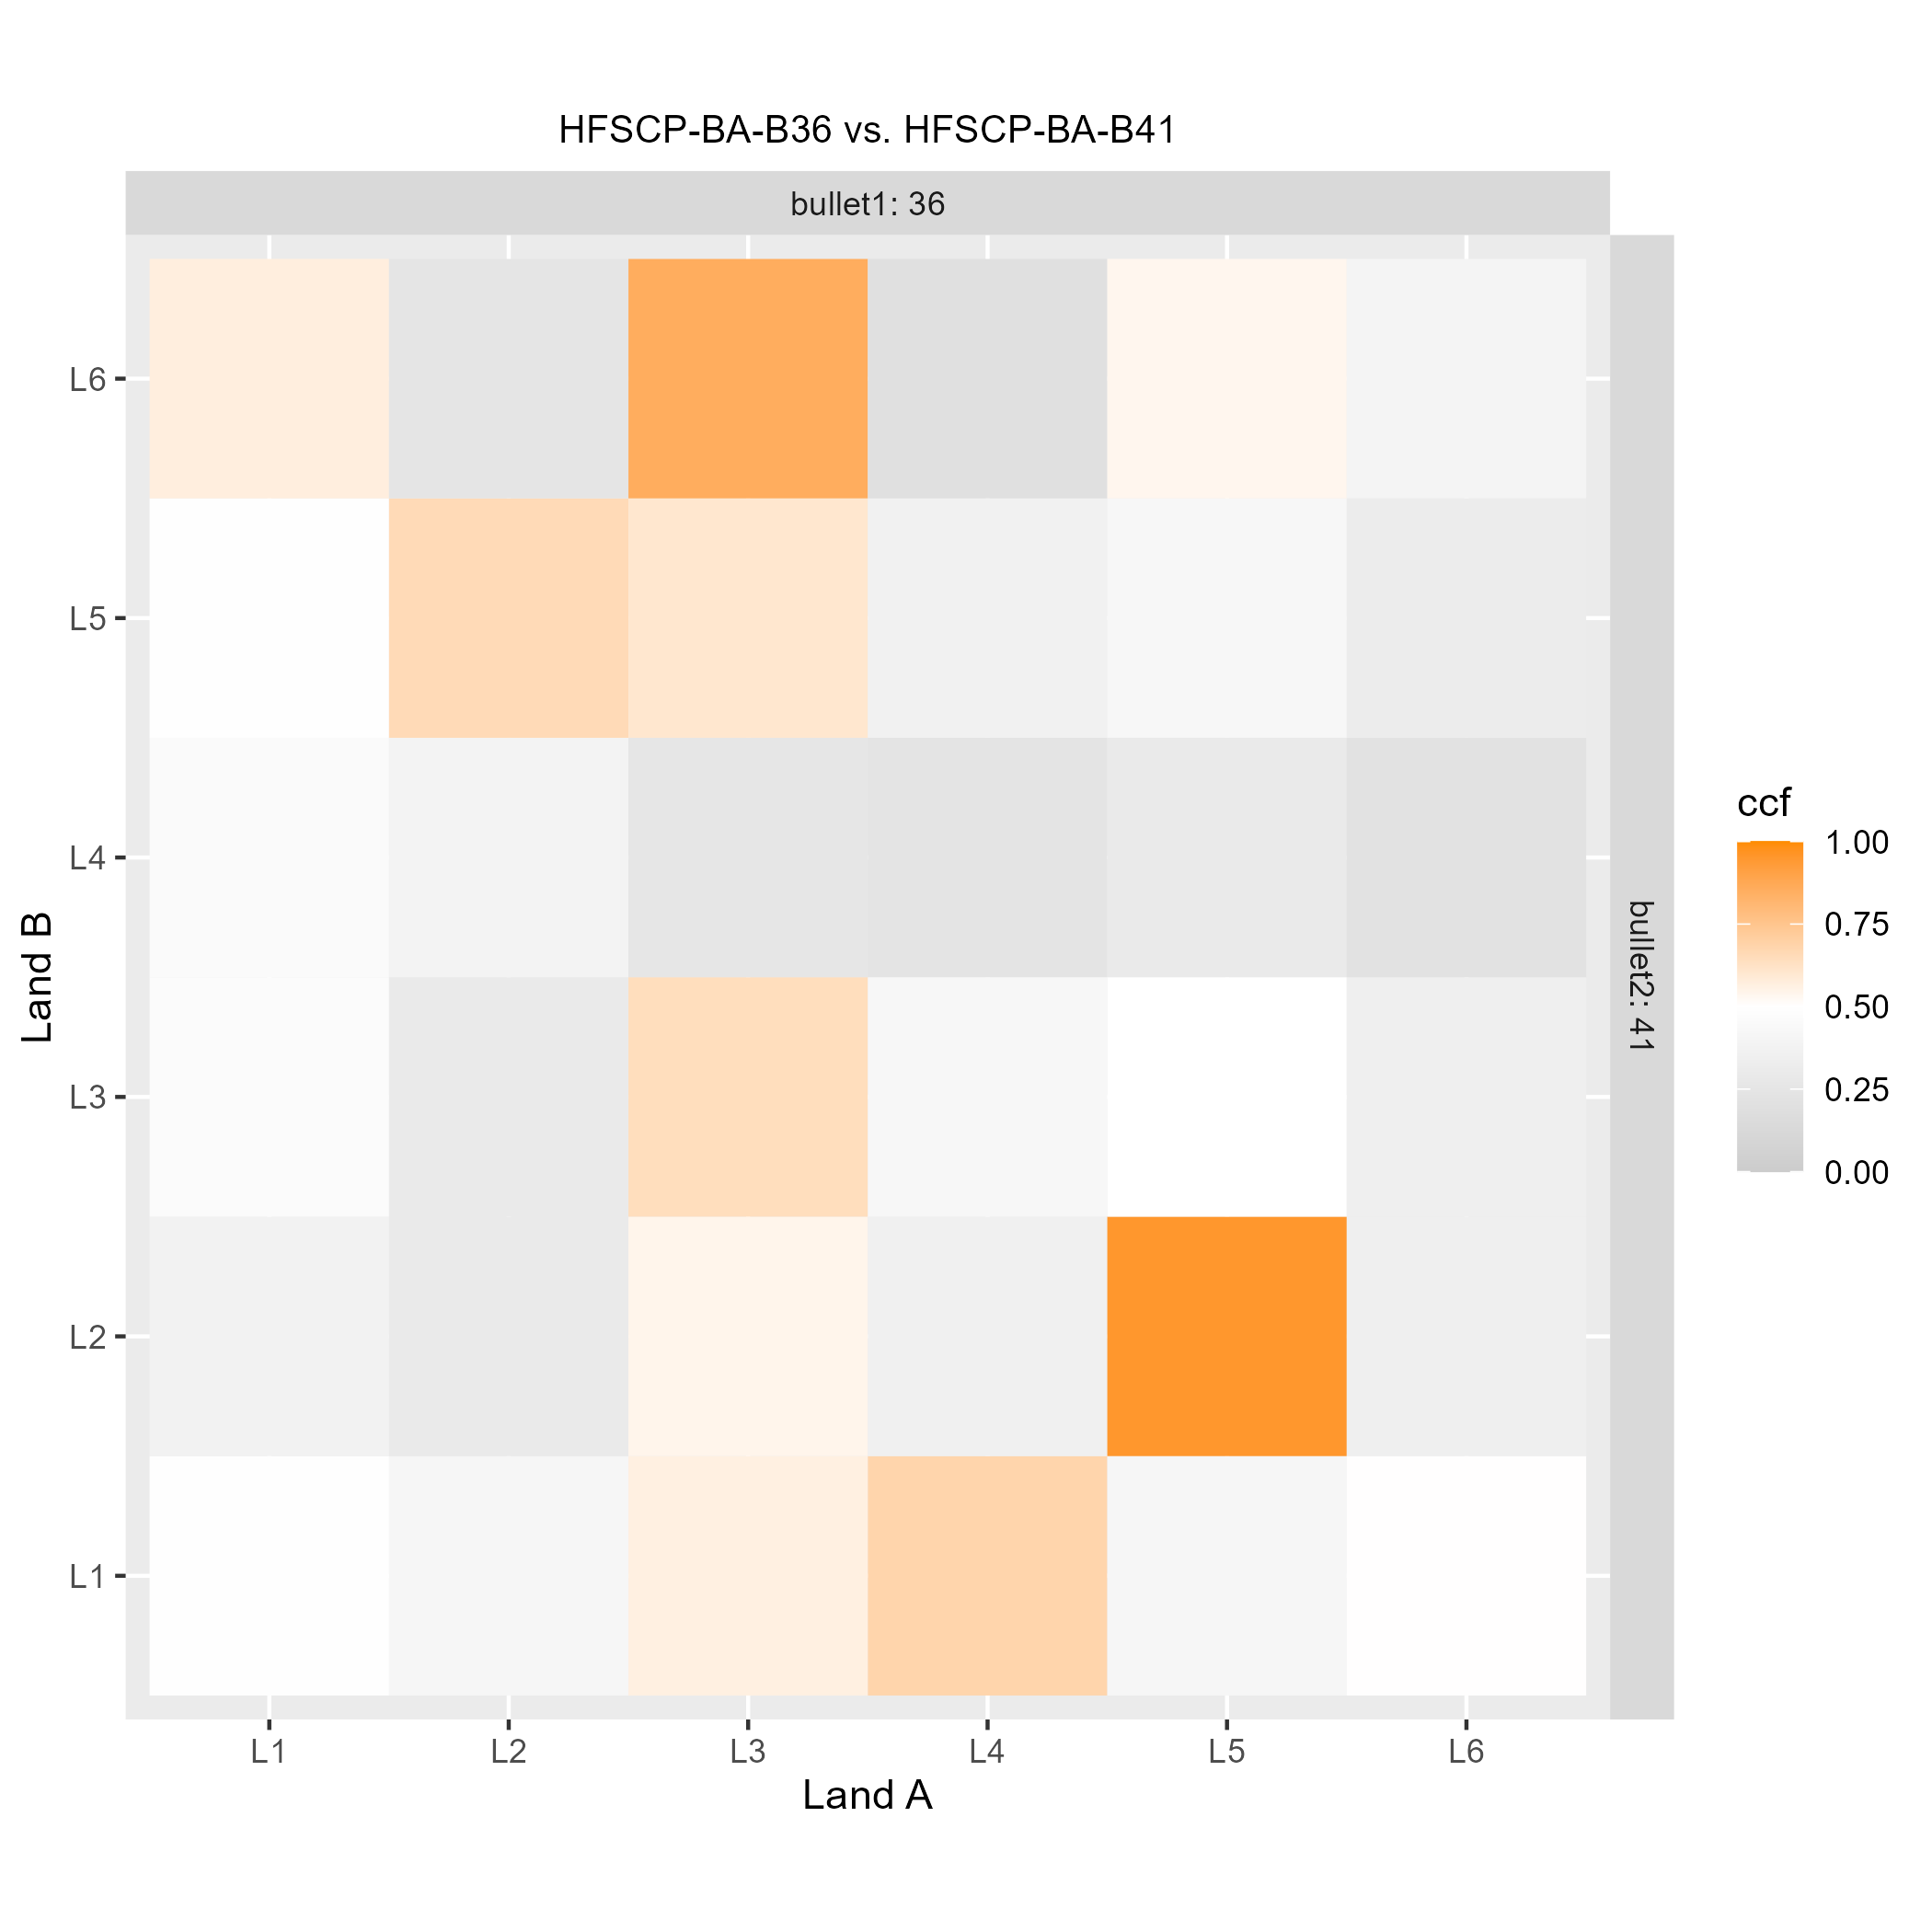 HFSCP-BA-B36 vs. HFSCP-BA-B41
bullet1: 36
L6
L5
L4
L3
L2
L1
Land B
bullet2: 41
L1 L2 L3 L4 L5 L6
Land A
ccf
1.00
0.75
0.50
0.25
0.00